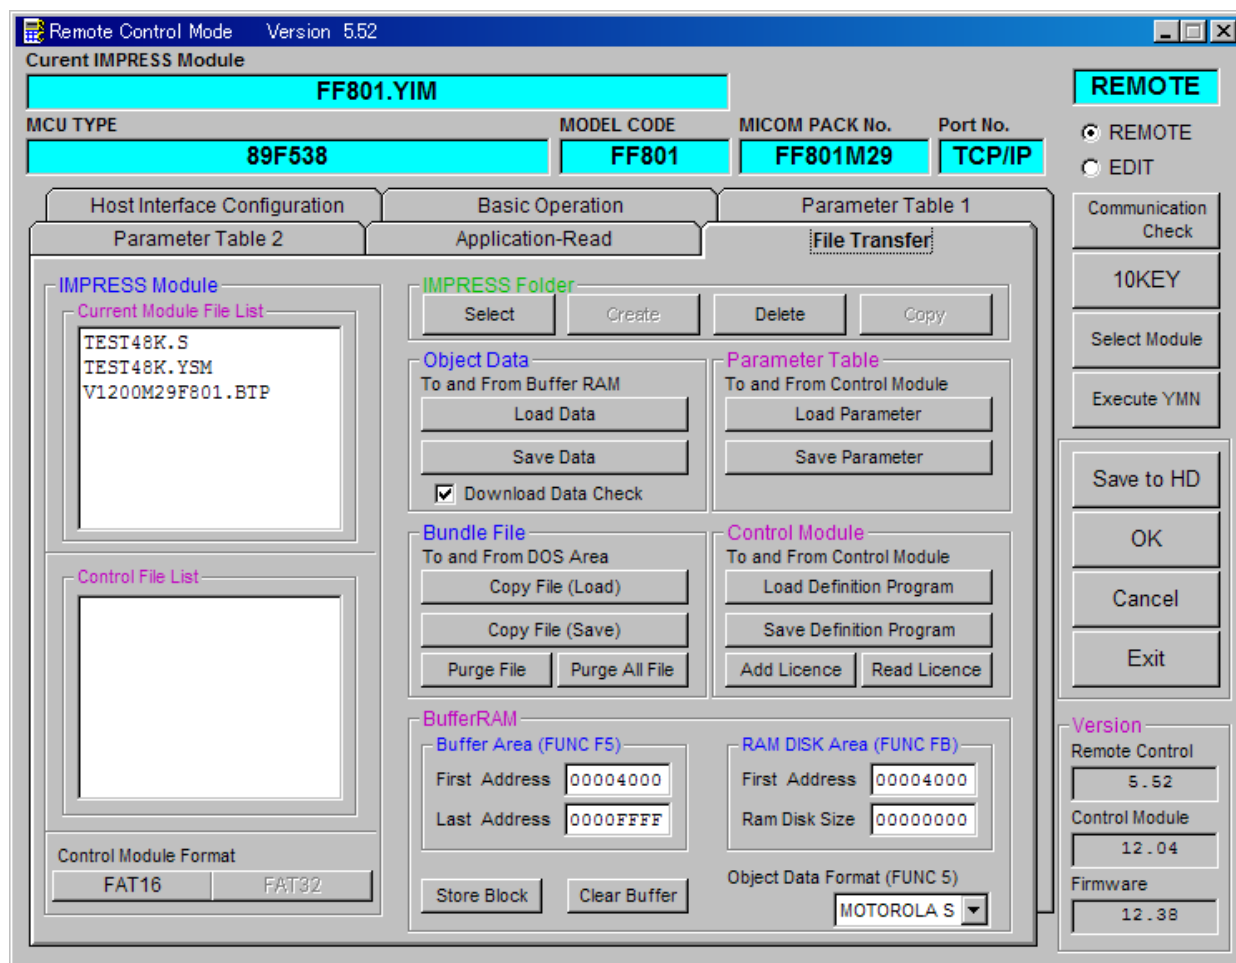 Remote Control Mode Version 5.52
Curent IMPRESS Module
FF801.YIM
MCU TYPE
MODEL CODE
MICOM PACK No.
Port No.
89F538
FF801
FF801M29
TCP/IP
REMOTE
REMOTE
EDIT
Host Interface Configuration
Basic Operation
Parameter Table 1
Parameter Table 2
Application-Read
File Transfer
IMPRESS Module
Current Module File List
TEST48K.S
TEST48K.YSM
V1200M29F801.BTP
Control File List
Control Module Format
FAT16
FAT32
IMPRESS Folder
Select
Create
Delete
Copy
Object Data
To and From Buffer RAM
Load Data
Save Data
Download Data Check
Parameter Table
To and From Control Module
Load Parameter
Save Parameter
Bundle File
To and From DOS Area
Copy File (Load)
Copy File (Save)
Purge File
Purge All File
Control Module
To and From Control Module
Load Definition Program
Save Definition Program
Add Licence
Read Licence
BufferRAM
Buffer Area (FUNC F5)
First Address 00004000
Last Address 0000FFFF
RAM DISK Area (FUNC FB)
First Address 00004000
Ram Disk Size 00000000
Store Block
Clear Buffer
Object Data Format (FUNC 5)
MOTOROLA S
Communication
Check
10KEY
Select Module
Execute YMN
Save to HD
OK
Cancel
Exit
Version
Remote Control
5.52
Control Module
12.04
Firmware
12.38